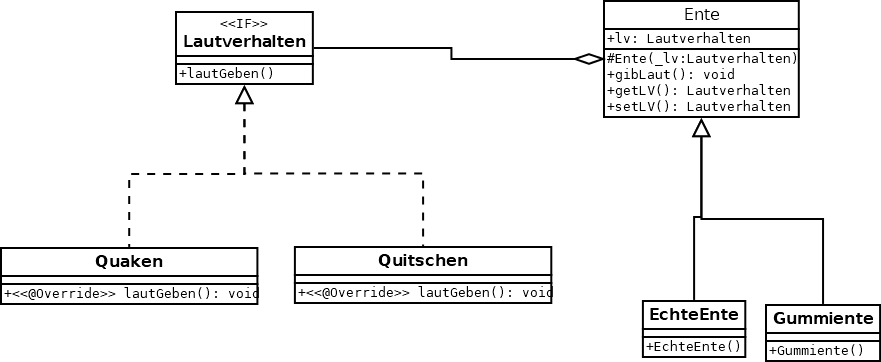 <<IF>>
Lautverhalten
+lautGeben()
Ente
+lv: Lautverhalten
#Ente(_lv:Lautverhalten)
+gibLaut(): void
+getLV(): Lautverhalten
+setLV(): Lautverhalten
Quaken
+<<@Override>> lautGeben(): void
Quitschen
+<<@Override>> lautGeben(): void
EchteEnte
+EchteEnte()
Gummiente
+Gummiente()